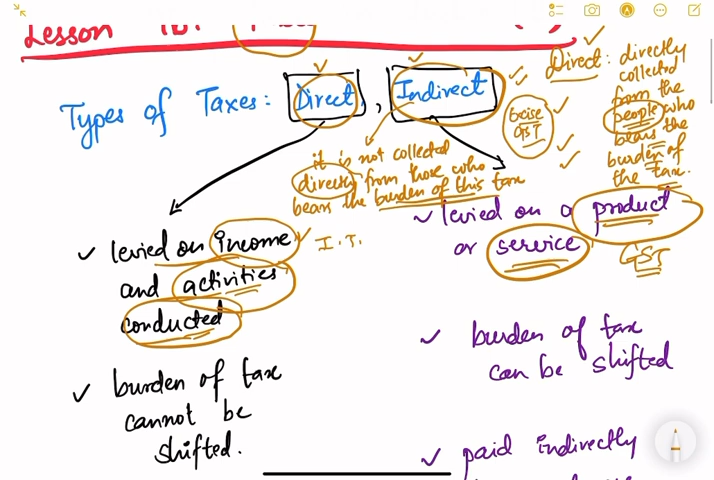 Lesson
Types of Taxes: Direct, Indirect
Direct: directly
collected
from the
people who
bears the
burden of
the tax.
Excise
GST
it is not collected
directly from those who
bears the burden of this tax
levied on income
and activities
conducted
I.T.
burden of tax
cannot be
shifted.
levied on a product
or service
GST
burden of tax
can be shifted
paid indirectly